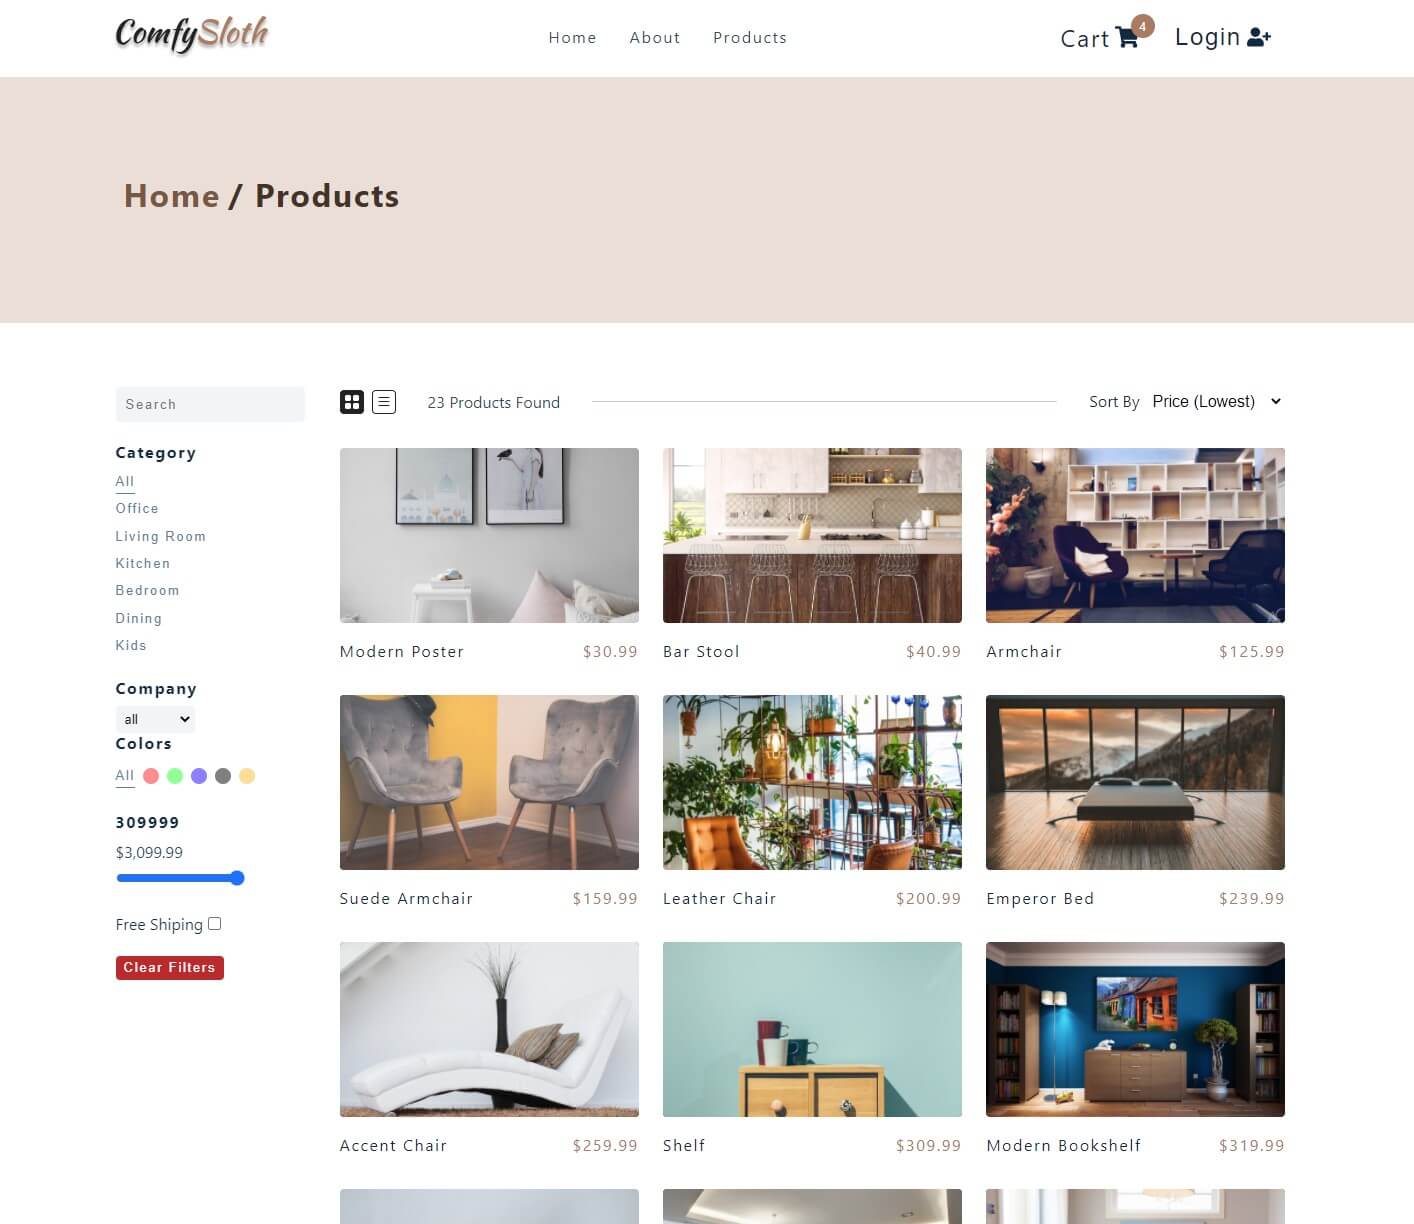 ComfySloth
Home About Products
Cart 4 Login
Home / Products
Search
23 Products Found
Sort By Price (Lowest)
Category
All
Office
Living Room
Kitchen
Bedroom
Dining
Kids
Company
all
Colors
All
309999
$3,099.99
Free Shiping
Clear Filters
Modern Poster $30.99
Bar Stool $40.99
Armchair $125.99
Suede Armchair $159.99
Leather Chair $200.99
Emperor Bed $239.99
Accent Chair $259.99
Shelf $309.99
Modern Bookshelf $319.99